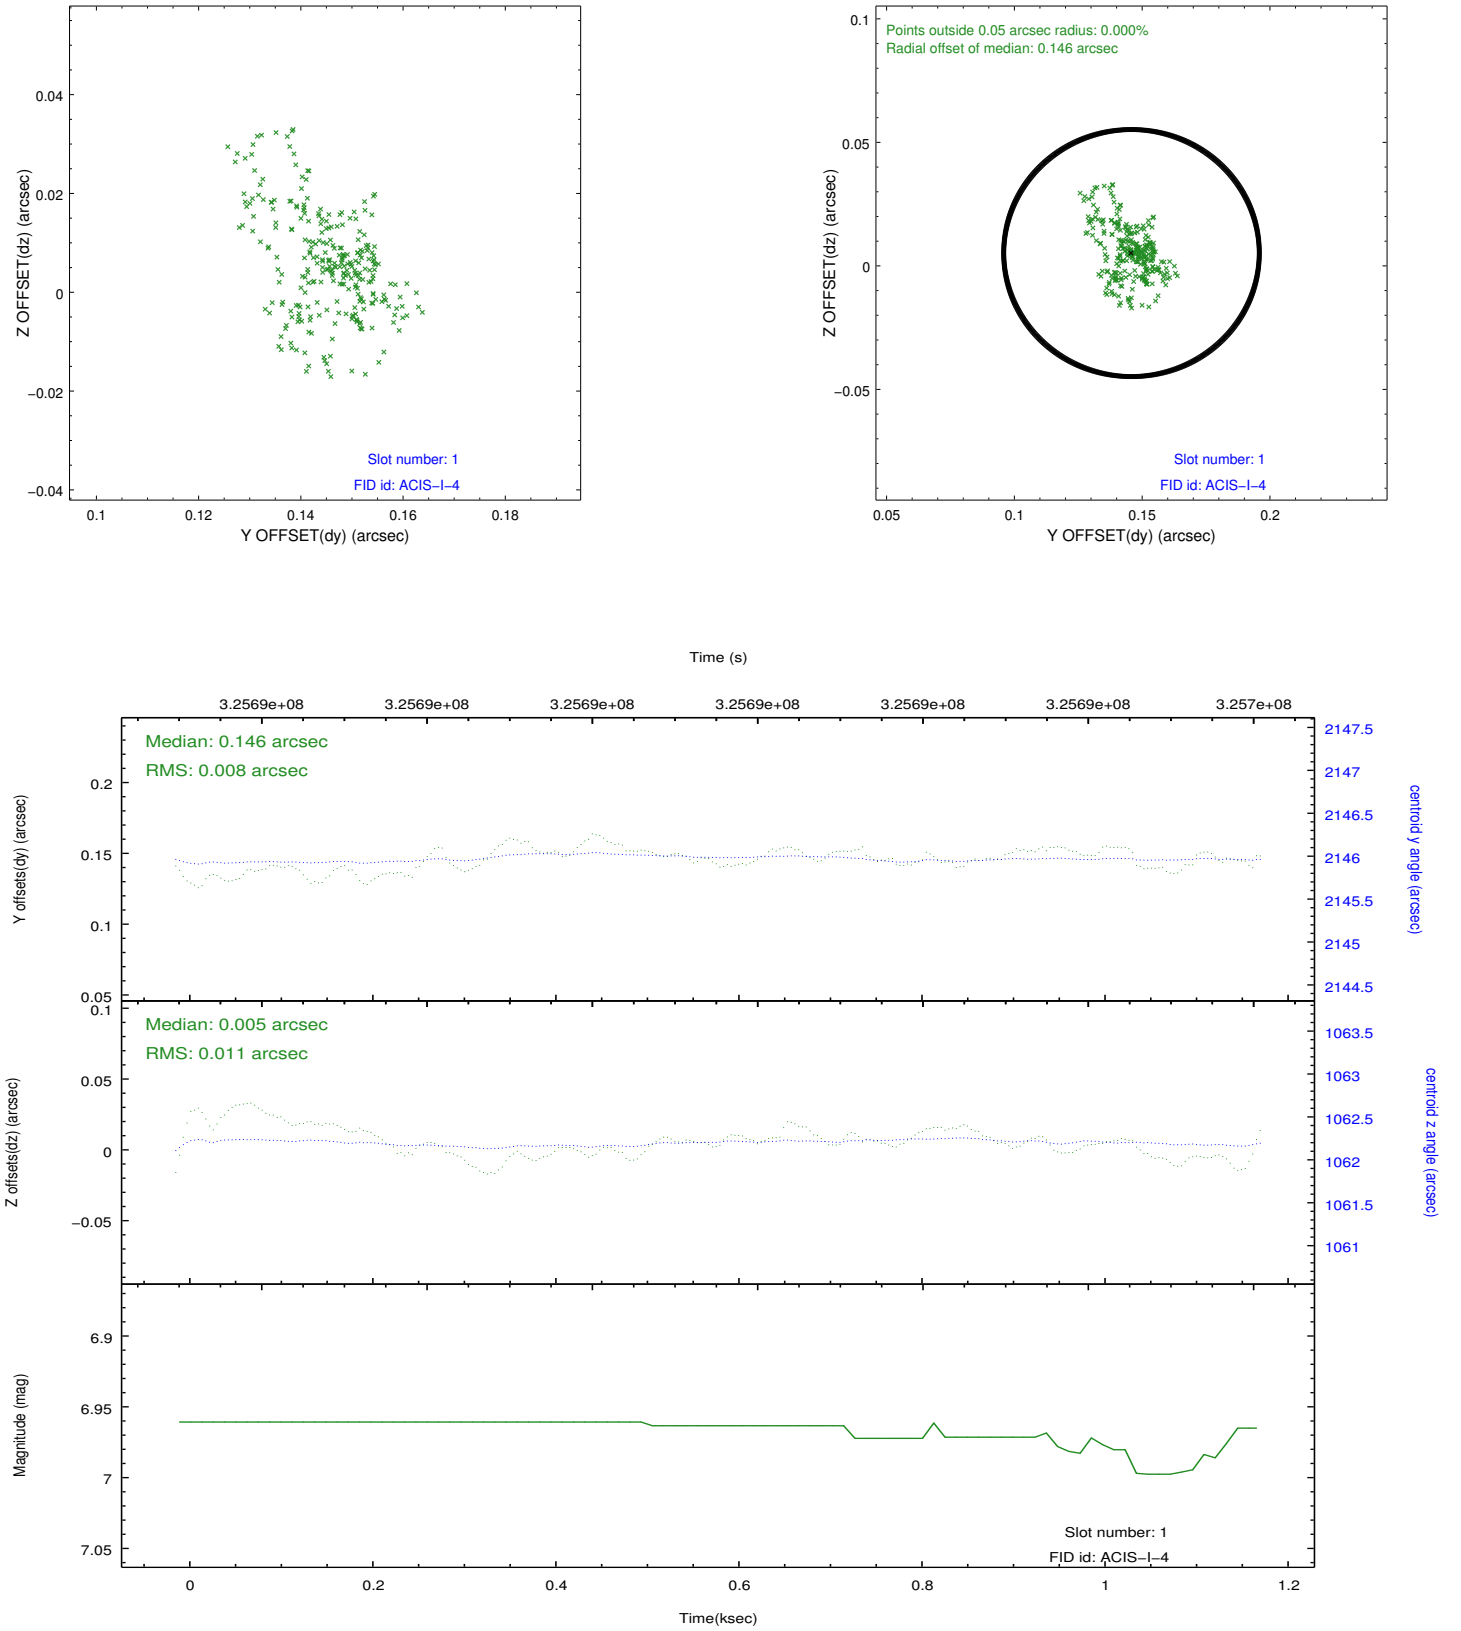 0.04
0.02
0
−0.02
−0.04
Z OFFSET(dz) (arcsec)
Slot number: 1
FID id: ACIS−I−4
0.1
0.12
0.14
0.16
0.18
Y OFFSET(dy) (arcsec)
Points outside 0.05 arcsec radius: 0.000%
Radial offset of median: 0.146 arcsec
0.1
0.05
0
−0.05
Z OFFSET(dz) (arcsec)
Slot number: 1
FID id: ACIS−I−4
0.05
0.1
0.15
0.2
Y OFFSET(dy) (arcsec)
Time (s)
3.2569e+08
3.2569e+08
3.2569e+08
3.2569e+08
3.2569e+08
3.2569e+08
3.257e+08
Median: 0.146 arcsec
RMS: 0.008 arcsec
0.2
0.15
0.1
0.05
Y offsets(dy) (arcsec)
2147.5
2147
2146.5
2146
2145.5
2145
2144.5
centroid y angle (arcsec)
Median: 0.005 arcsec
RMS: 0.011 arcsec
0.1
0.05
0
−0.05
Z offsets(dz) (arcsec)
1063.5
1063
1062.5
1062
1061.5
1061
centroid z angle (arcsec)
6.9
6.95
7
7.05
Magnitude (mag)
Slot number: 1
FID id: ACIS−I−4
0
0.2
0.4
0.6
0.8
1
1.2
Time(ksec)